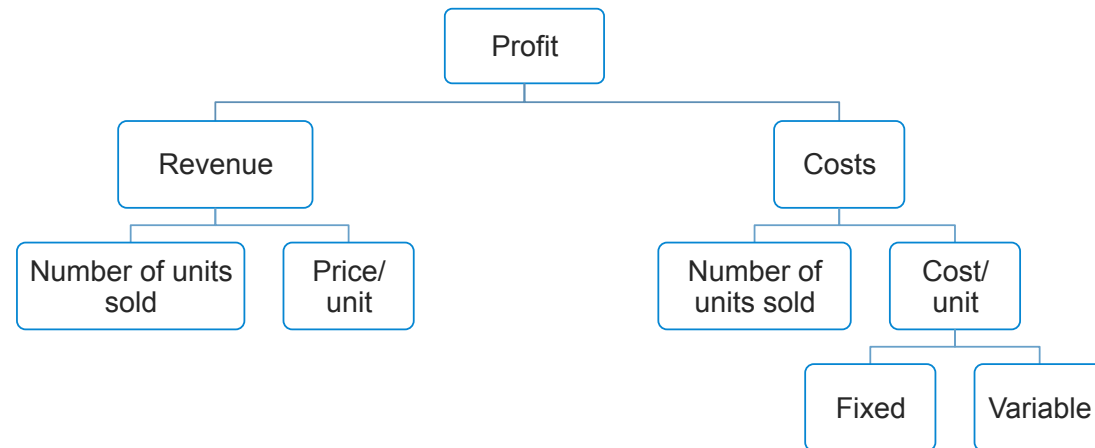 Profit
Revenue
Costs
Number of units
sold
Price/
unit
Number of
units sold
Cost/
unit
Fixed
Variable